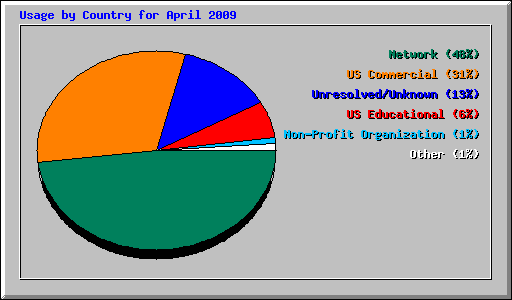 Usage by Country for April 2009
Network (48%)
US Commercial (31%)
Unresolved/Unknown (13%)
US Educational (6%)
Non-Profit Organization (1%)
Other (1%)